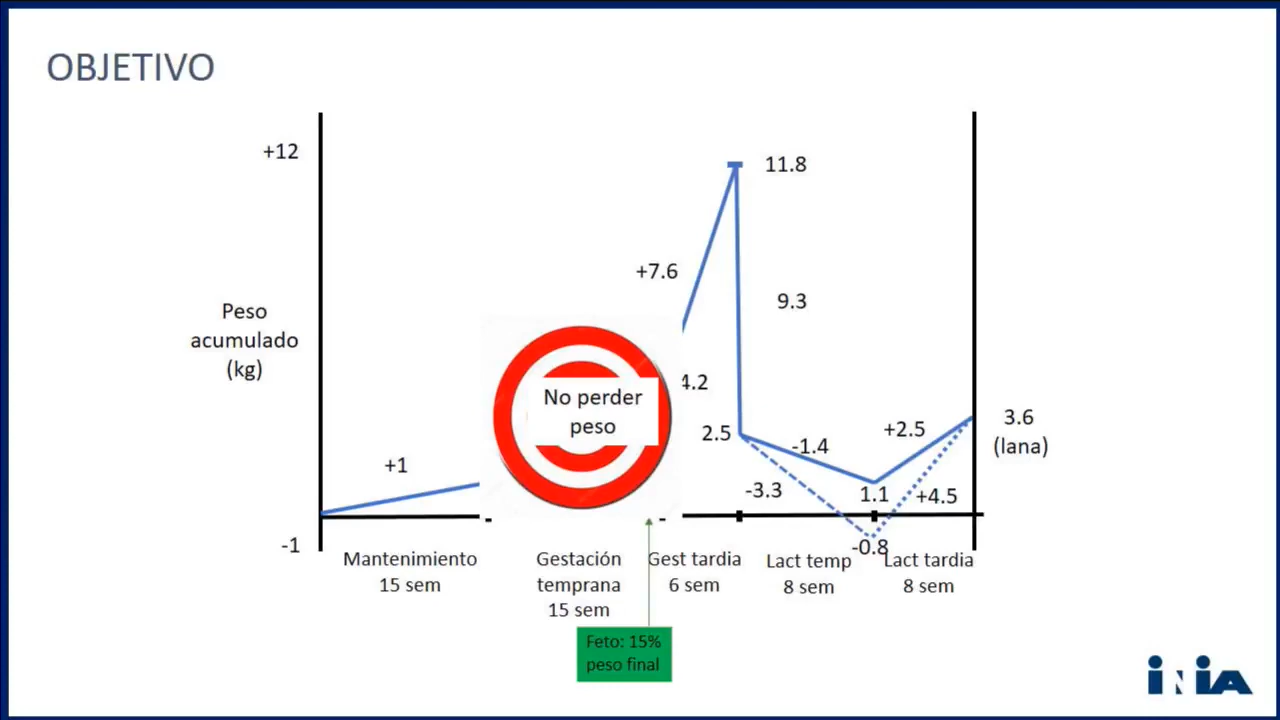 OBJETIVO
+12
11.8
+7.6
9.3
Peso
acumulado
(kg)
No perder
peso
4.2
2.5
3.6
(lana)
+2.5
-1.4
+1
-3.3
1.1
+4.5
-1
-0.8
Mantenimiento
15 sem
Gestación
temprana
15 sem
Gest tardia
6 sem
Lact temp
8 sem
Lact tardia
8 sem
Feto: 15%
peso final
INIA